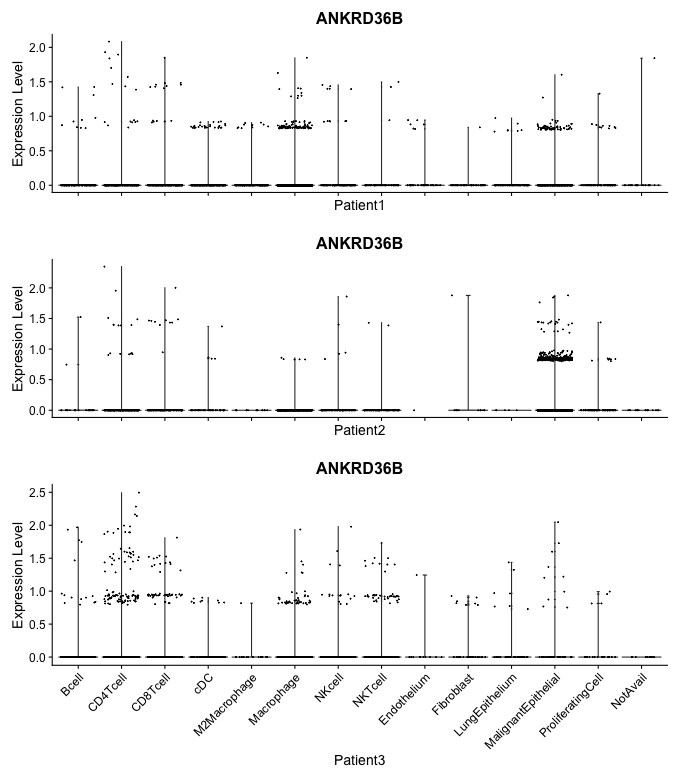 ANKRD36B
Expression Level
2.0
1.5
1.0
0.5
0.0
Patient1
ANKRD36B
Expression Level
2.0
1.5
1.0
0.5
0.0
Patient2
ANKRD36B
Expression Level
2.5
2.0
1.5
1.0
0.5
0.0
Bcell
CD4Tcell
CD8Tcell
cDC
M2Macrophage
Macrophage
NKcell
NKTcell
Endothelium
Fibroblast
LungEpithelium
MalignantEpithelial
ProliferatingCell
NotAvail
Patient3